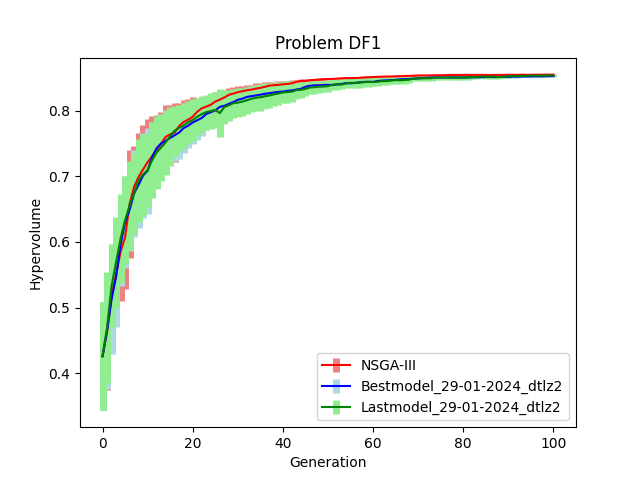 Problem DF1
Hypervolume
0.8
0.7
0.6
0.5
0.4
NSGA-III
Bestmodel_29-01-2024_dtlz2
Lastmodel_29-01-2024_dtlz2
0 20 40 60 80 100
Generation